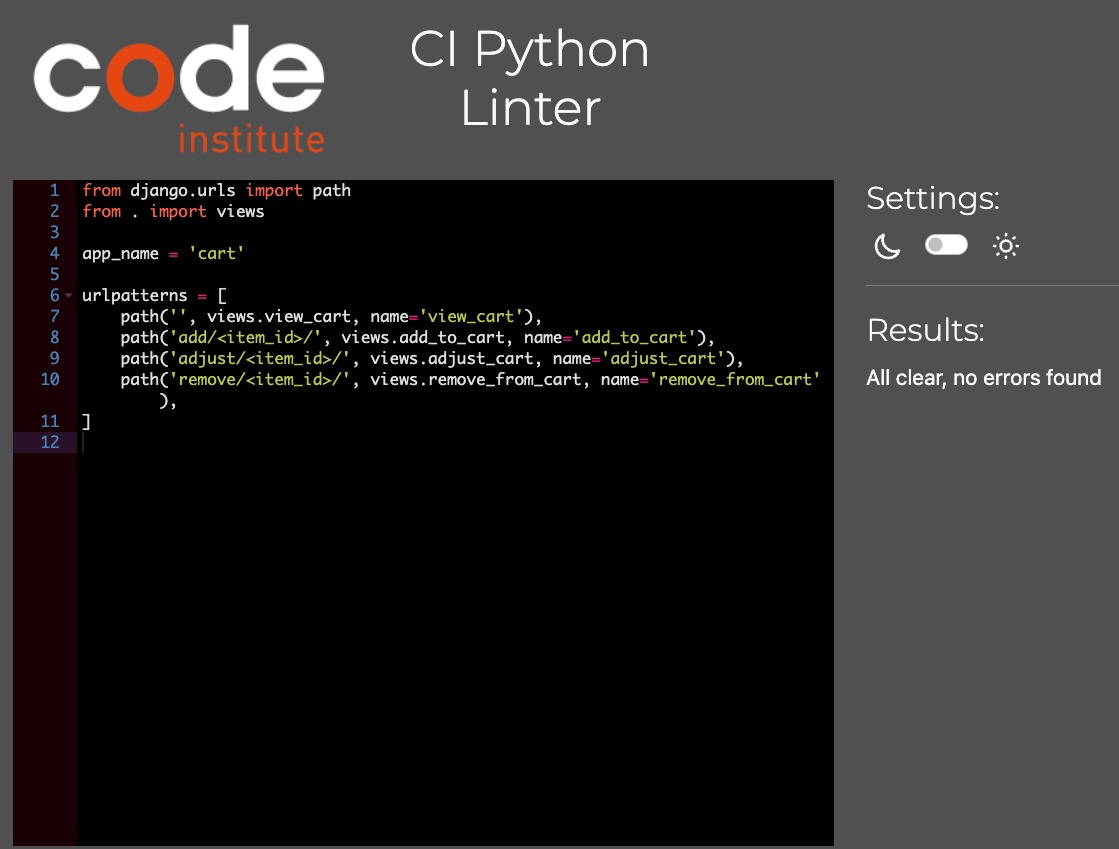 code
institute
CI Python
Linter
1 from django.urls import path
2 from . import views
3
4 app_name = 'cart'
5
6 urlpatterns = [
7     path('', views.view_cart, name='view_cart'),
8     path('add/<item_id>/', views.add_to_cart, name='add_to_cart'),
9     path('adjust/<item_id>/', views.adjust_cart, name='adjust_cart'),
10     path('remove/<item_id>/', views.remove_from_cart, name='remove_from_cart'
),
11 ]
12
Settings:
Results:
All clear, no errors found